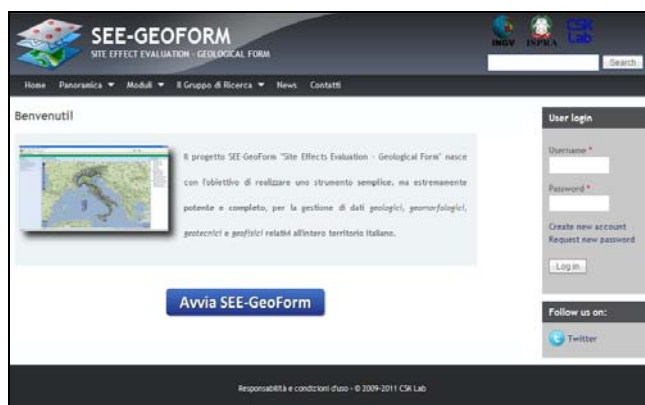 SEE-GEOFORM
SITE EFFECT EVALUATION - GEOLOGICAL FORM
INGV ISPRA CSK Lab
Search
Home Panoramica Moduli Il Gruppo di Ricerca News Contatti
Benvenuti!
Il progetto SEE-GeoForm "Site Effects Evaluation - Geological Form" nasce
con l'obiettivo di realizzare uno strumento semplice, ma estremamente
potente e completo, per la gestione di dati geologici, geomorfologici,
geotecnici e geofisici relativi all'intero territorio italiano.
Avvia SEE-GeoForm
User login
Username *
Password *
Create new account
Request new password
Log in
Follow us on:
Twitter
Responsabilità e condizioni d'uso - © 2009-2011 CSK Lab